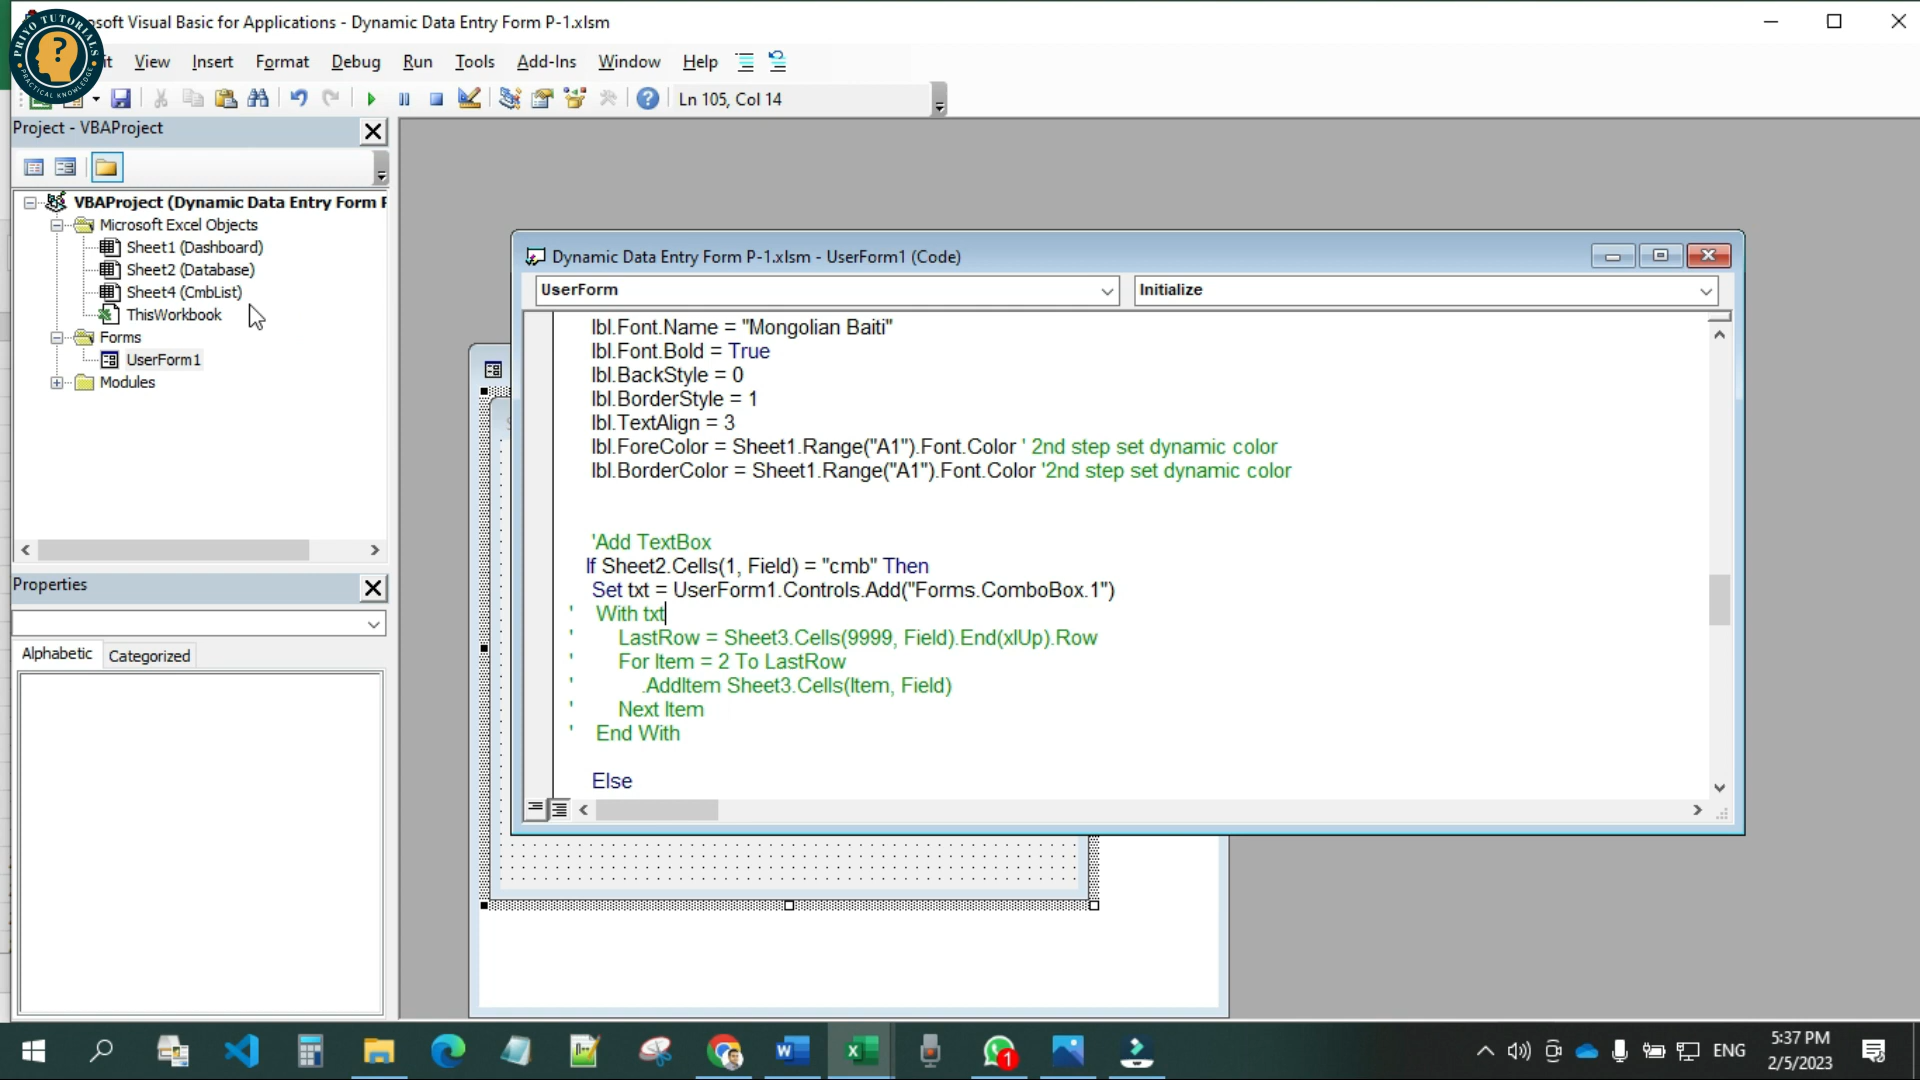 PRIYO TUTORIALS
PRACTICAL KNOWLEDGE
soft Visual Basic for Applications - Dynamic Data Entry Form P-1.xlsm
it View Insert Format Debug Run Tools Add-Ins Window Help
Ln 105, Col 14
Project - VBAProject
VBAProject (Dynamic Data Entry Form P
Microsoft Excel Objects
Sheet1 (Dashboard)
Sheet2 (Database)
Sheet4 (CmbList)
ThisWorkbook
Forms
UserForm1
Modules
Properties
Alphabetic Categorized
Dynamic Data Entry Form P-1.xlsm - UserForm1 (Code)
UserForm Initialize
lbl.Font.Name = "Mongolian Baiti"
lbl.Font.Bold = True
lbl.BackStyle = 0
lbl.BorderStyle = 1
lbl.TextAlign = 3
lbl.ForeColor = Sheet1.Range("A1").Font.Color ' 2nd step set dynamic color
lbl.BorderColor = Sheet1.Range("A1").Font.Color '2nd step set dynamic color
'Add TextBox
If Sheet2.Cells(1, Field) = "cmb" Then
Set txt = UserForm1.Controls.Add("Forms.ComboBox.1")
' With txt
' LastRow = Sheet3.Cells(9999, Field).End(xlUp).Row
' For Item = 2 To LastRow
' .AddItem Sheet3.Cells(Item, Field)
' Next Item
' End With
Else
1
ENG
5:37 PM
2/5/2023